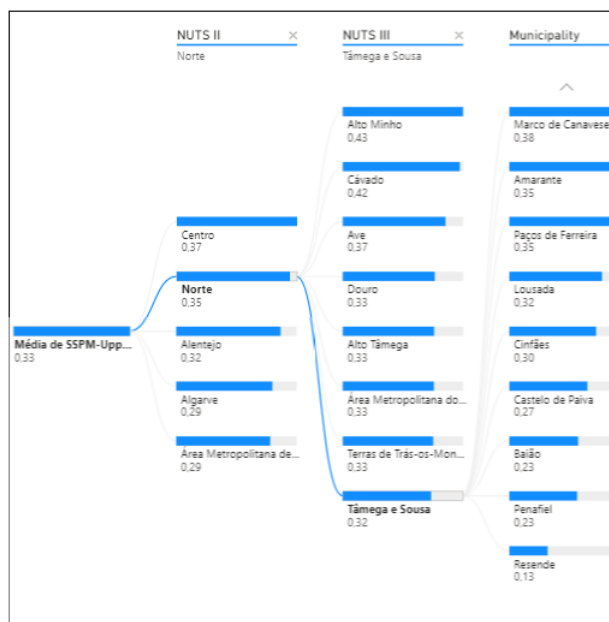 NUTS II ×
Norte
NUTS III ×
Tâmega e Sousa
Municipality
Média de SSPM-Upp...
0,33
Centro
0,37
Norte
0,35
Alentejo
0,32
Algarve
0,29
Área Metropolitana de...
0,29
Alto Minho
0,43
Cávado
0,42
Ave
0,37
Douro
0,33
Alto Tâmega
0,33
Área Metropolitana do...
0,33
Terras de Trás-os-Mon...
0,33
Tâmega e Sousa
0,32
Marco de Canavese
0,38
Amarante
0,35
Paços de Ferreira
0,35
Lousada
0,32
Cinfães
0,30
Castelo de Paiva
0,27
Baião
0,23
Penafiel
0,23
Resende
0,13